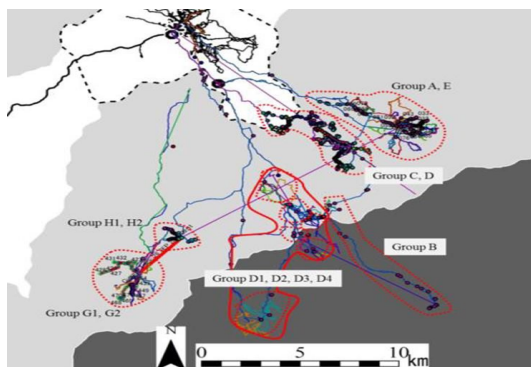 Group A, E
Group C, D
Group H1, H2
Group B
Group D1, D2, D3, D4
Group G1, G2
N
0 5 10
km